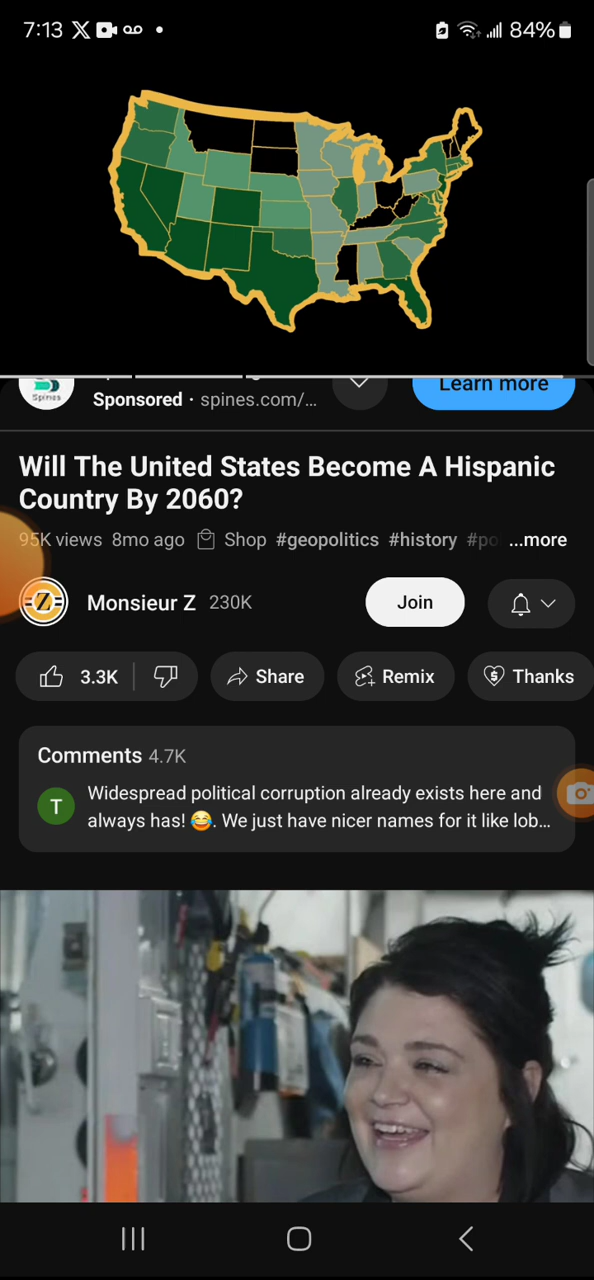 7:13
84%
Spines
Sponsored · spines.com/...
Learn more
Will The United States Become A Hispanic
Country By 2060?
95K views 8mo ago Shop #geopolitics #history #po ...more
Z
Monsieur Z 230K
Join
3.3K
Share
Remix
Thanks
Comments 4.7K
T
Widespread political corruption already exists here and
always has! 😂. We just have nicer names for it like lob...